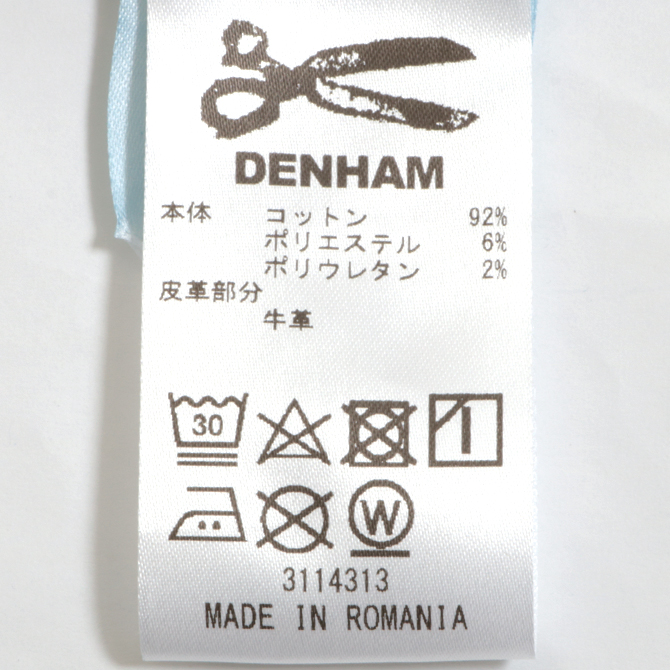 DENHAM
本体 コットン 92%
ポリエステル 6%
ポリウレタン 2%
皮革部分
牛革
30
W
3114313
MADE IN ROMANIA